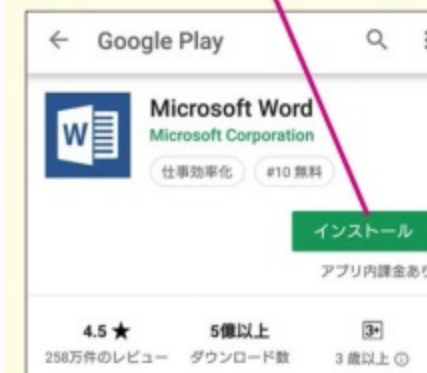 Google Play
Microsoft Word
Microsoft Corporation
仕事効率化 #10 無料
インストール
アプリ内課金あり
4.5 ★ 5億以上 3+
258万件のレビュー ダウンロード数 3 歳以上